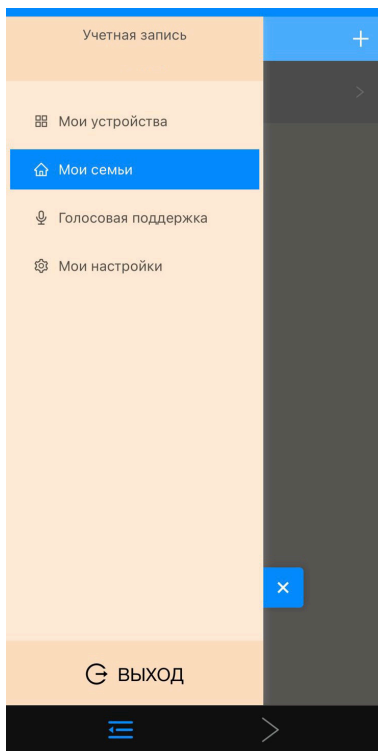 Учетная запись
Мои устройства
Мои семьи
Голосовая поддержка
Мои настройки
ВЫХОД